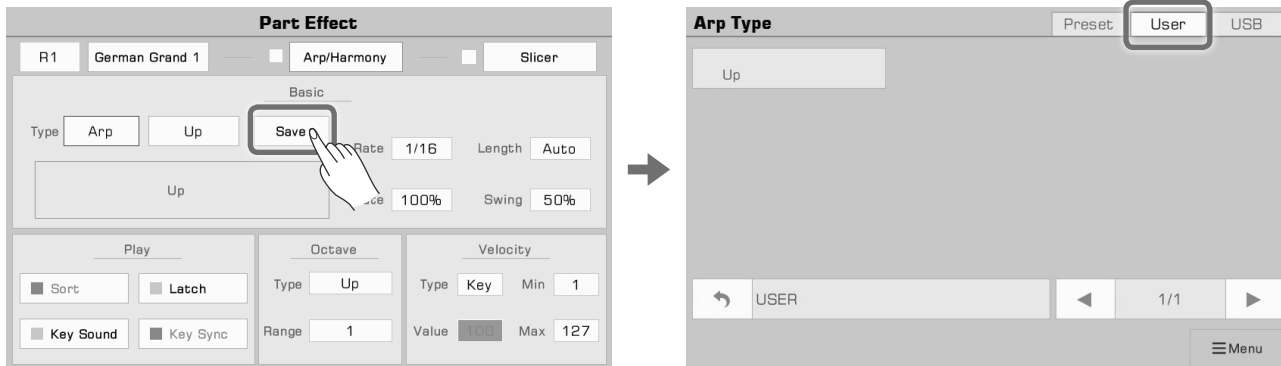 Part Effect
R1 German Grand 1 Arp/Harmony Slicer
Basic
Type Arp Up Save Rate 1/16 Length Auto
Up 100% Swing 50%
Play
Sort Latch
Key Sound Key Sync
Octave
Type Up
Range 1
Velocity
Type Key Min 1
Value 100 Max 127
Arp Type Preset User USB
Up
USER 1/1
Menu